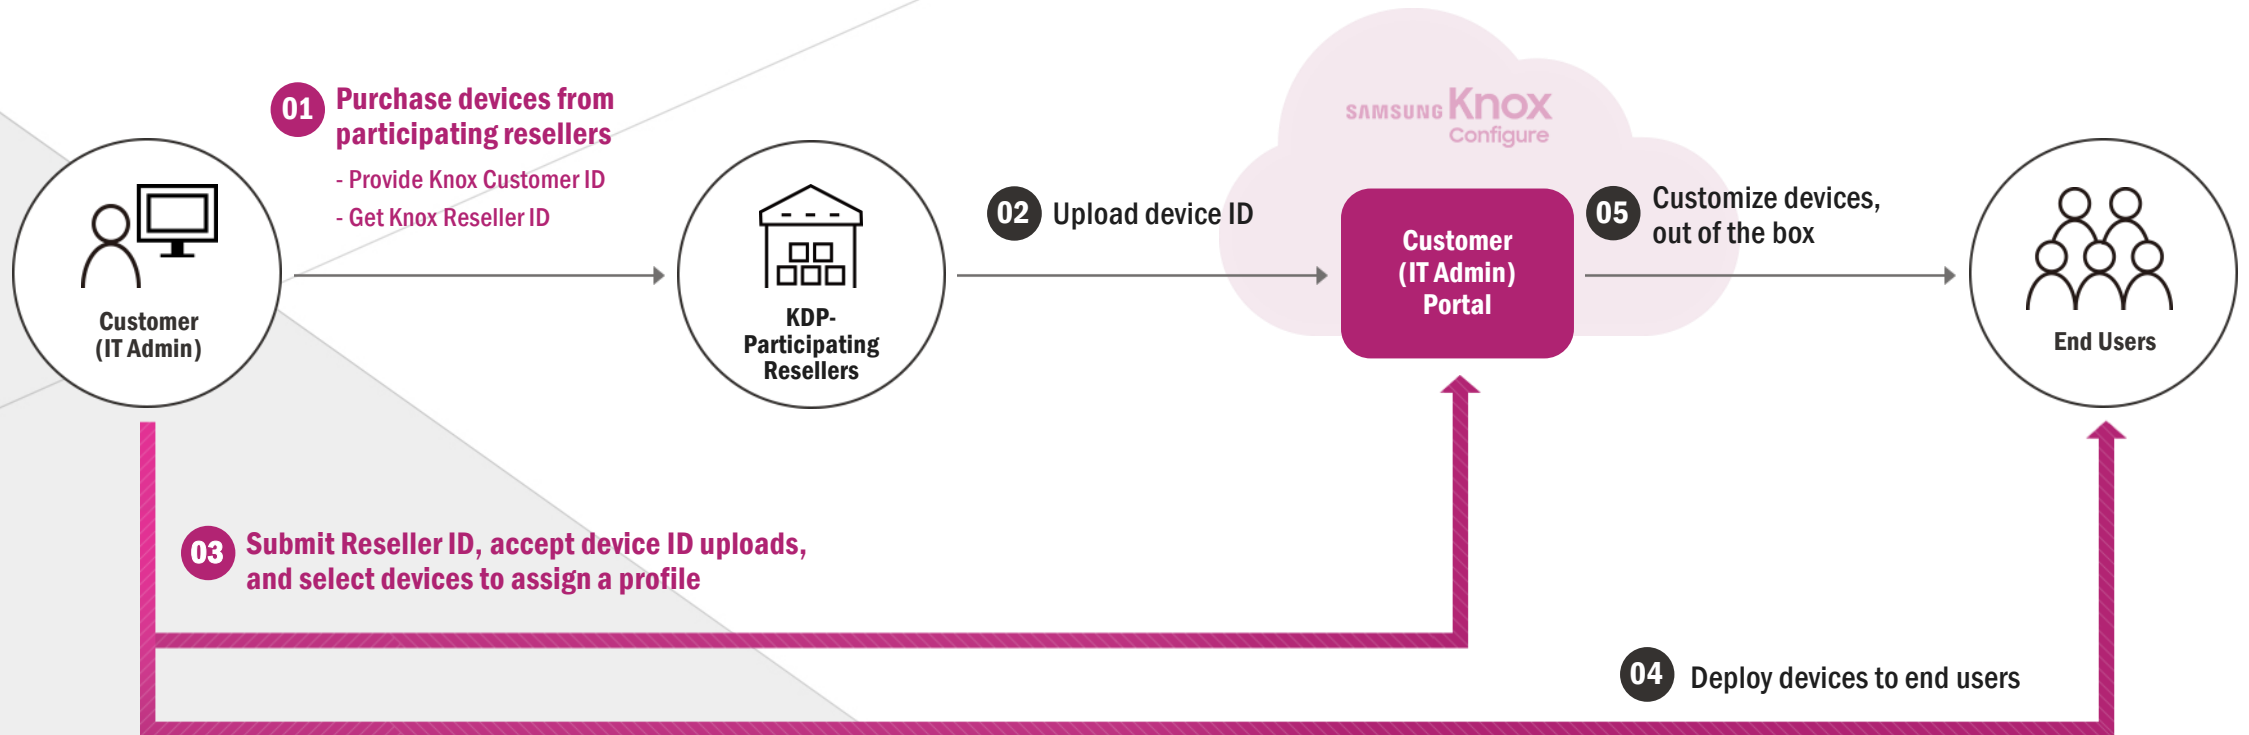 01
Purchase devices from
participating resellers
- Provide Knox Customer ID
- Get Knox Reseller ID
Customer
(IT Admin)
KDP-
Participating
Resellers
02
Upload device ID
SAMSUNG Knox
Configure
Customer
(IT Admin)
Portal
05
Customize devices,
out of the box
End Users
03
Submit Reseller ID, accept device ID uploads,
and select devices to assign a profile
04
Deploy devices to end users